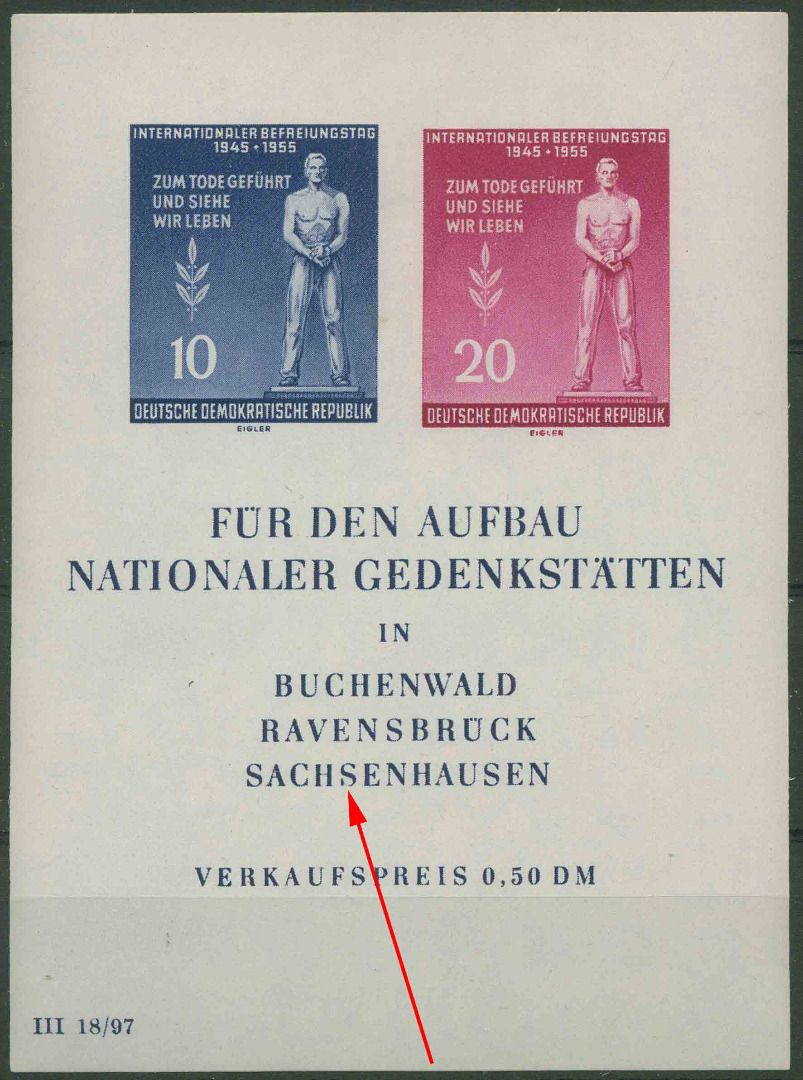 INTERNATIONALER BEFREIUNGSTAG
1945 • 1955
ZUM TODE GEFÜHRT
UND SIEHE
WIR LEBEN
10
DEUTSCHE DEMOKRATISCHE REPUBLIK
EIGLER
INTERNATIONALER BEFREIUNGSTAG
1945 • 1955
ZUM TODE GEFÜHRT
UND SIEHE
WIR LEBEN
20
DEUTSCHE DEMOKRATISCHE REPUBLIK
EIGLER
FÜR DEN AUFBAU
NATIONALER GEDENKSTÄTTEN
IN
BUCHENWALD
RAVENSBRÜCK
SACHSENHAUSEN
VERKAUFSPREIS 0,50 DM
III 18/97